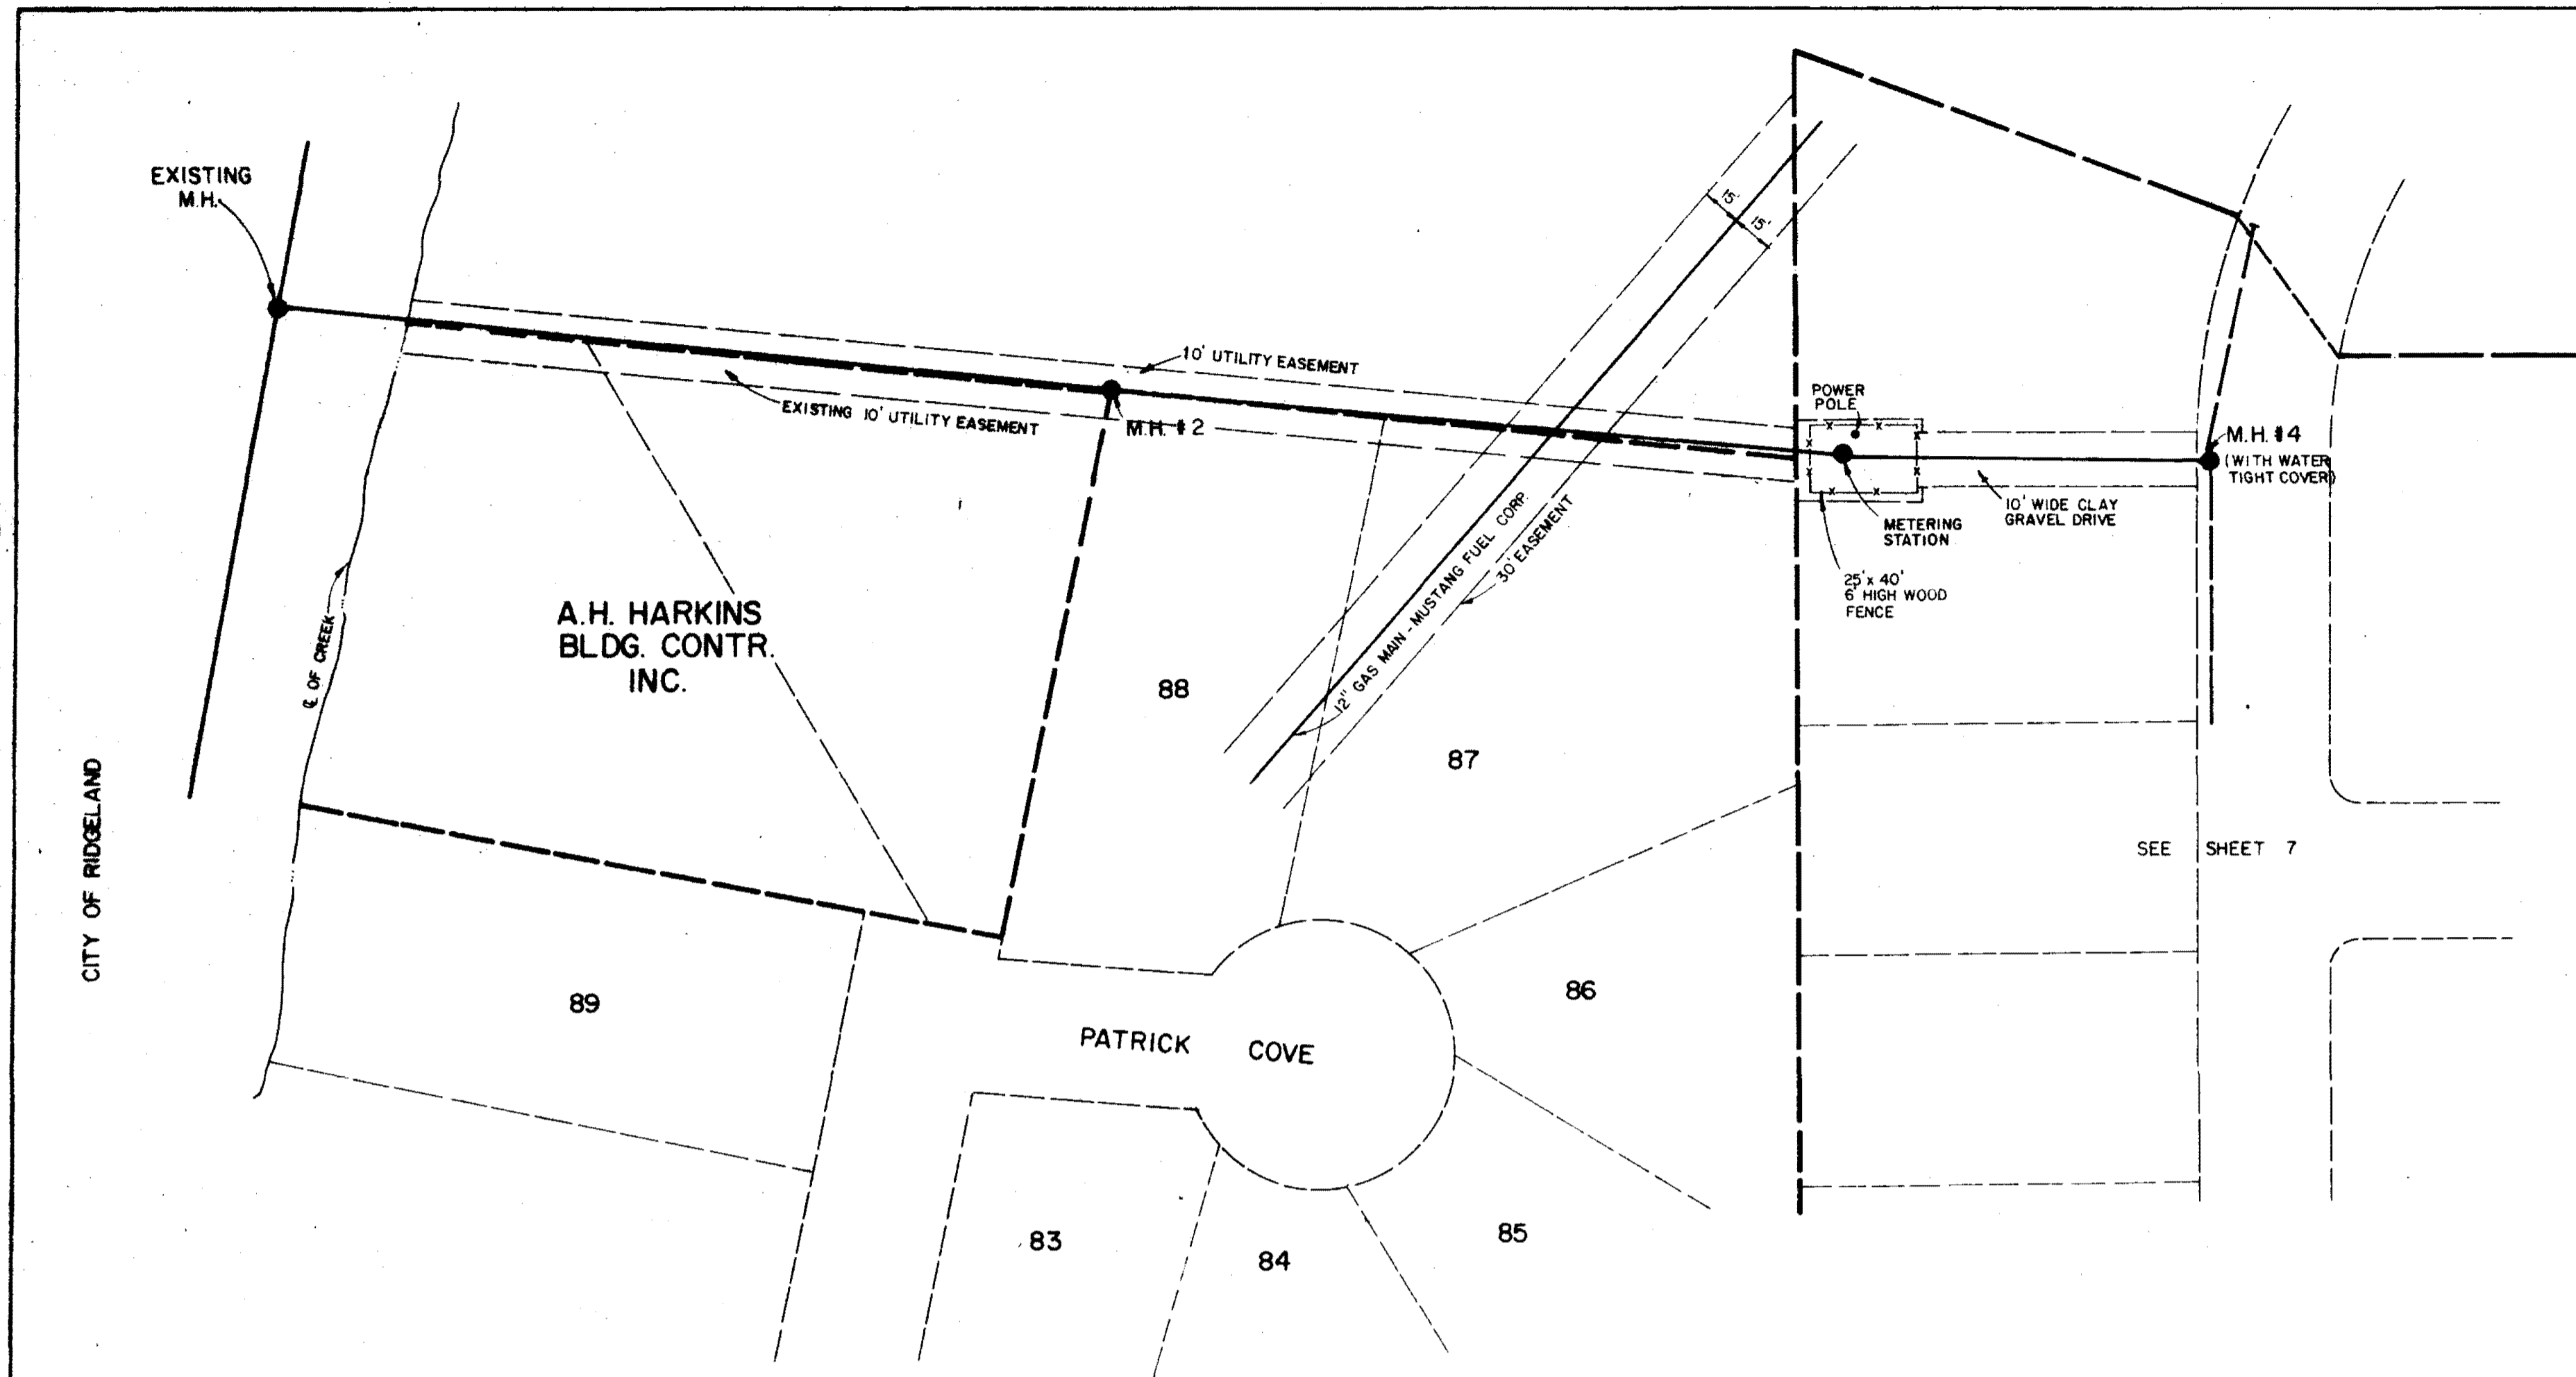 EXISTING
M.H.
15'
15'
10' UTILITY EASEMENT
EXISTING 10' UTILITY EASEMENT
M.H. #2
POWER
POLE
M.H. #4
(WITH WATER
TIGHT COVER)
10' WIDE CLAY
GRAVEL DRIVE
METERING
STATION
25' x 40'
6' HIGH WOOD
FENCE
12" GAS MAIN - MUSTANG FUEL CORP.
30' EASEMENT
℄ OF CREEK
A.H. HARKINS
BLDG. CONTR.
INC.
88
87
CITY OF RIDGELAND
SEE SHEET 7
89
86
PATRICK COVE
83
84
85